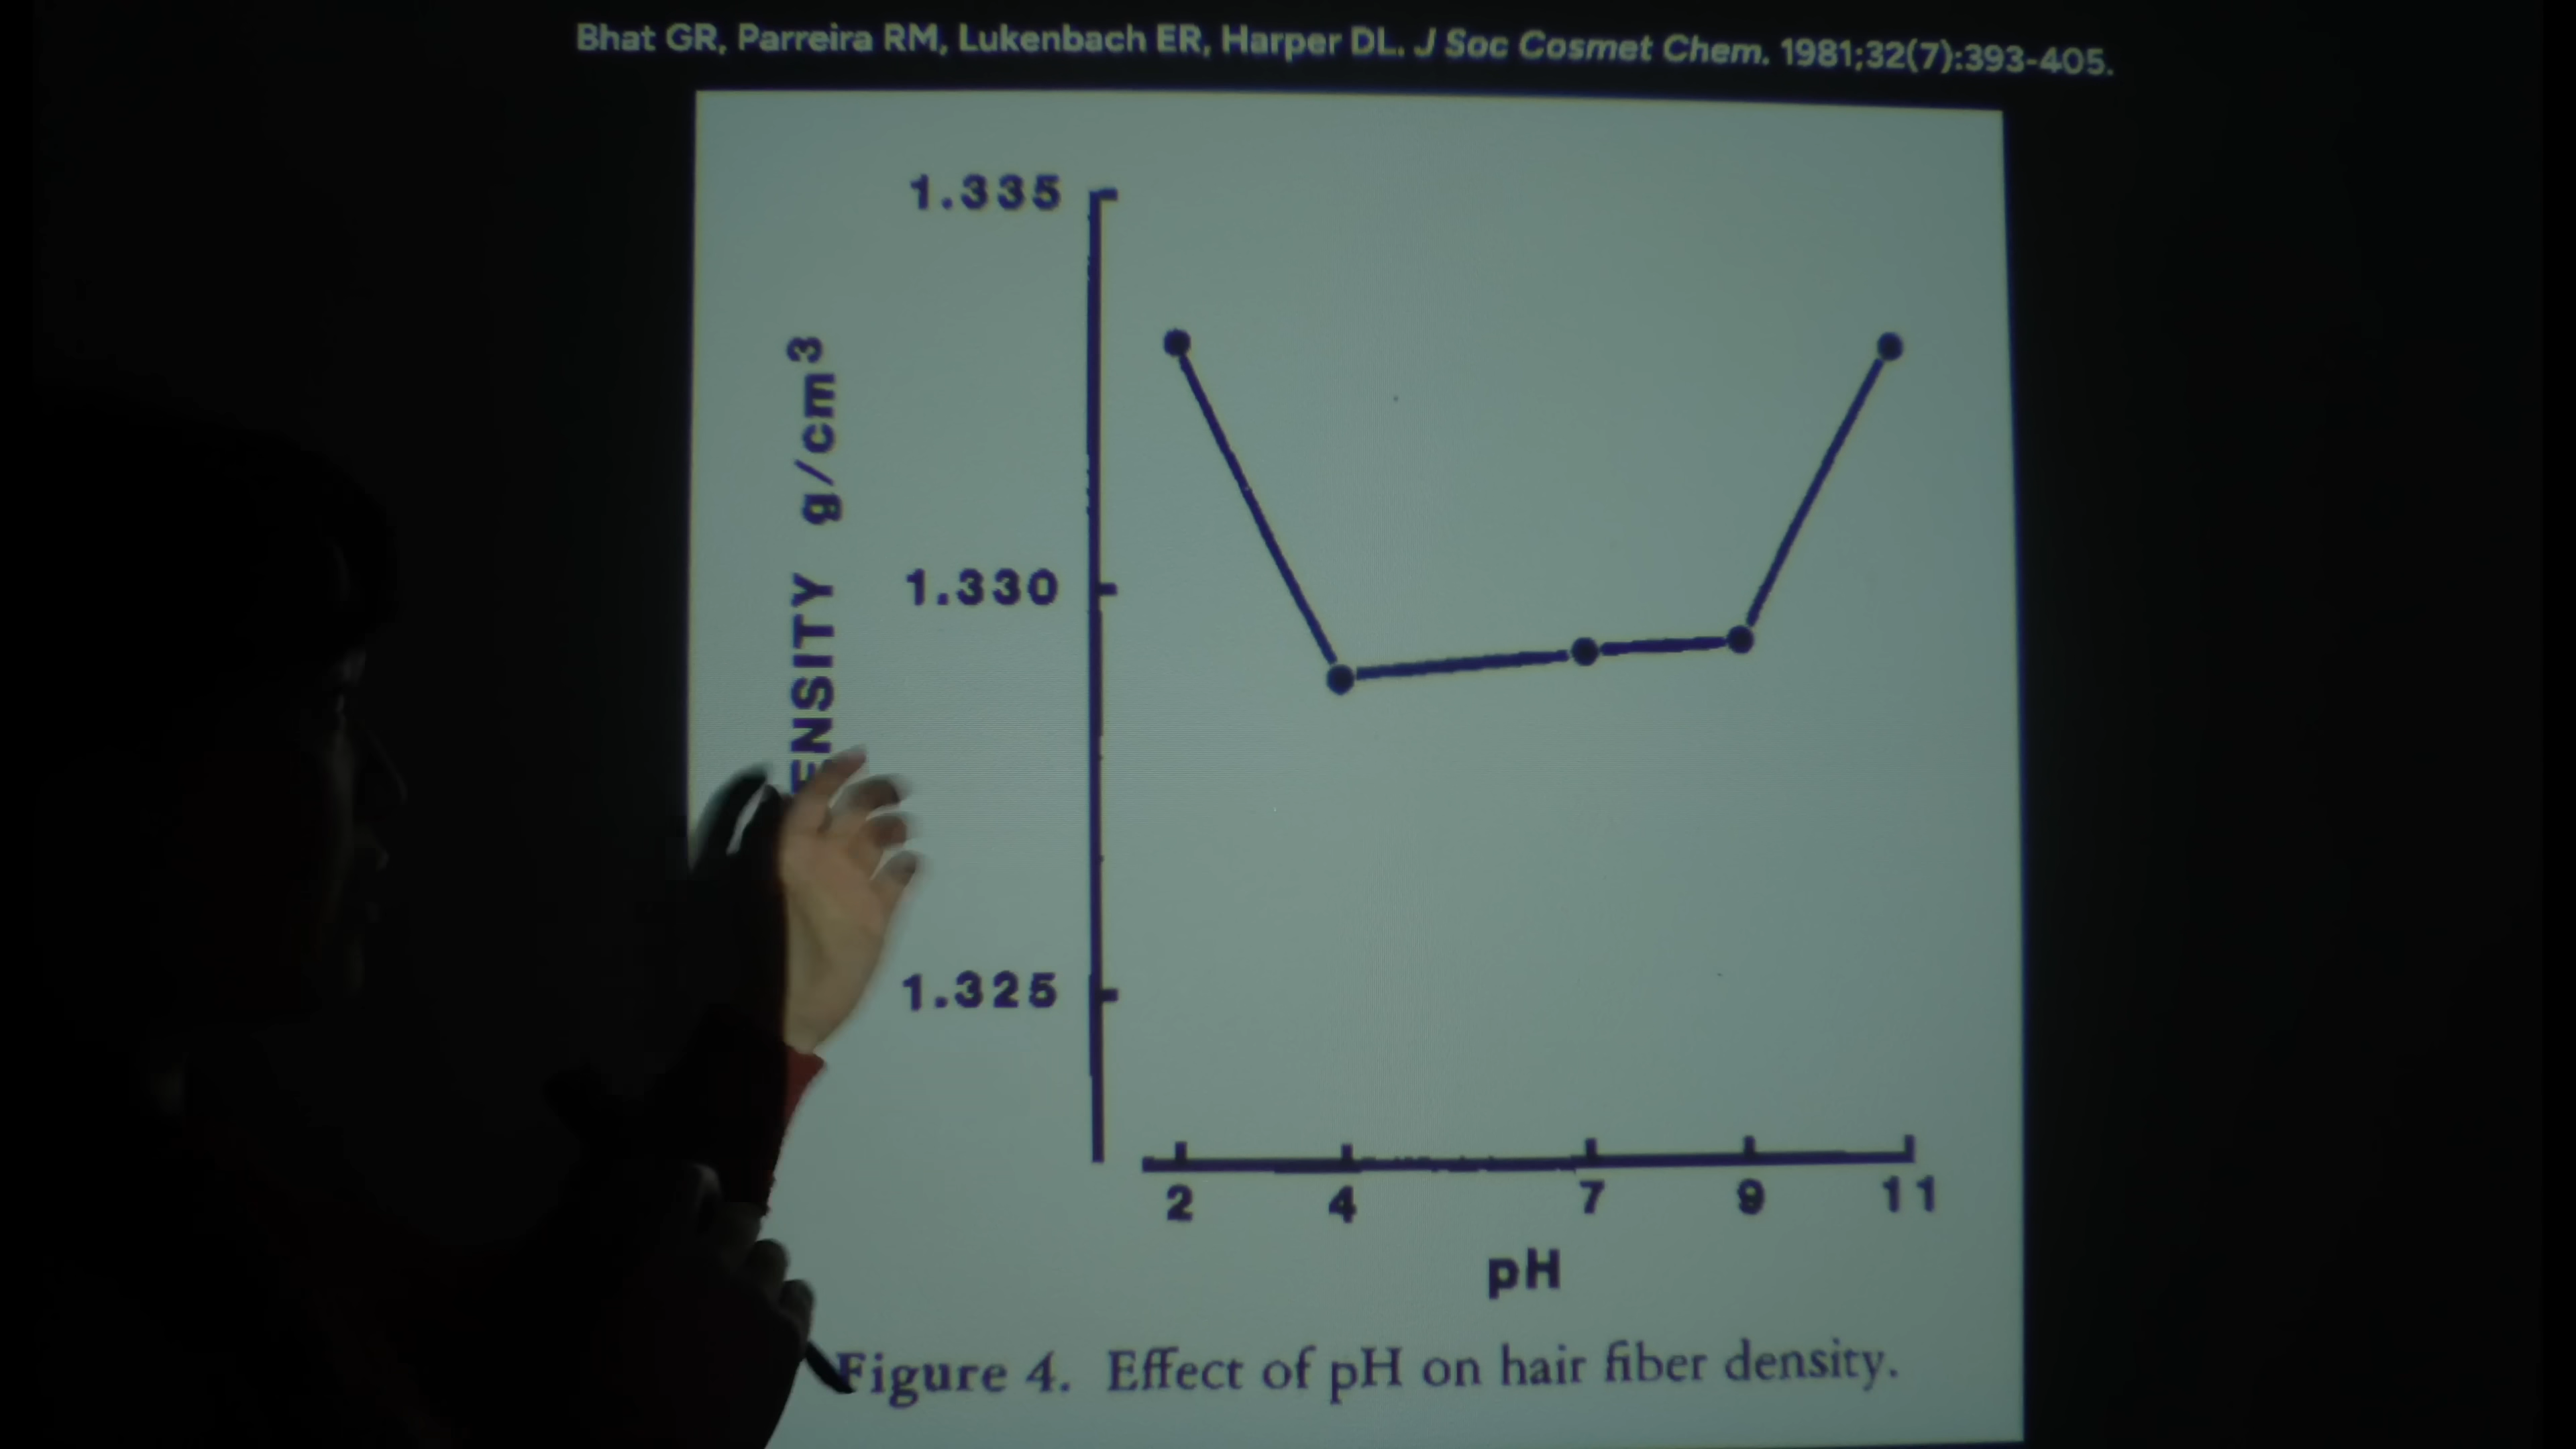 Bhat GR, Parreira RM, Lukenbach ER, Harper DL. J Soc Cosmet Chem. 1981;32(7):393-405.
1.335
1.330
1.325
ENSITY g/cm³
2 4 7 9 11
pH
Figure 4. Effect of pH on hair fiber density.